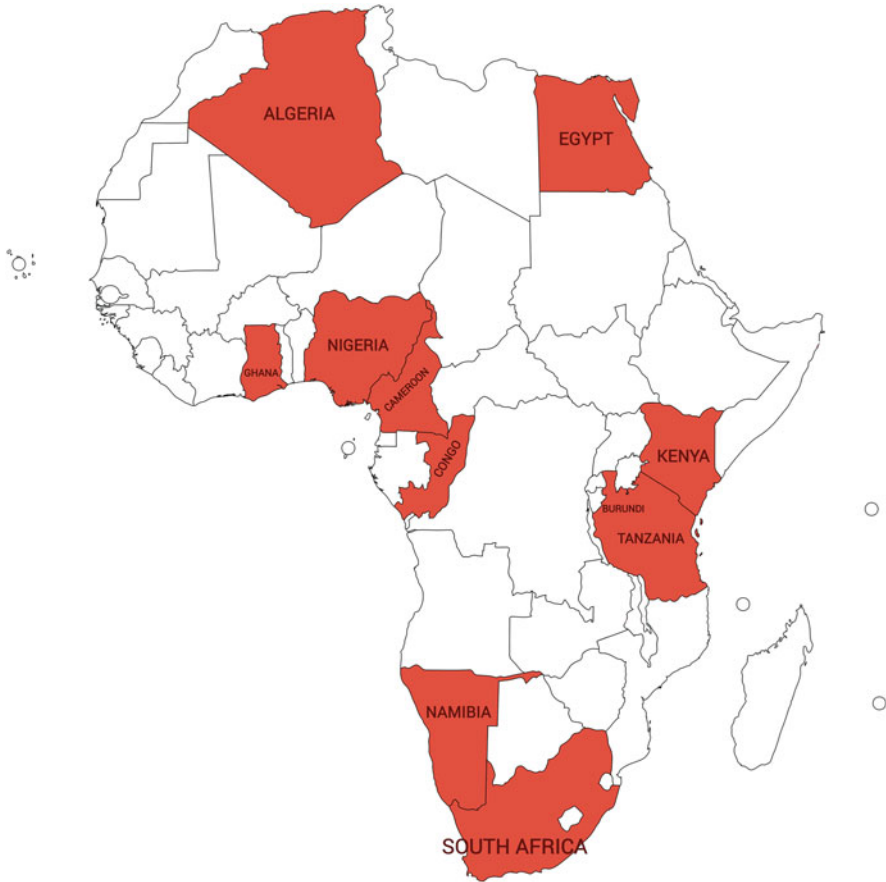 ALGERIA
EGYPT
NIGERIA
GHANA
CAMEROON
CONGO
KENYA
BURUNDI
TANZANIA
NAMIBIA
SOUTH AFRICA